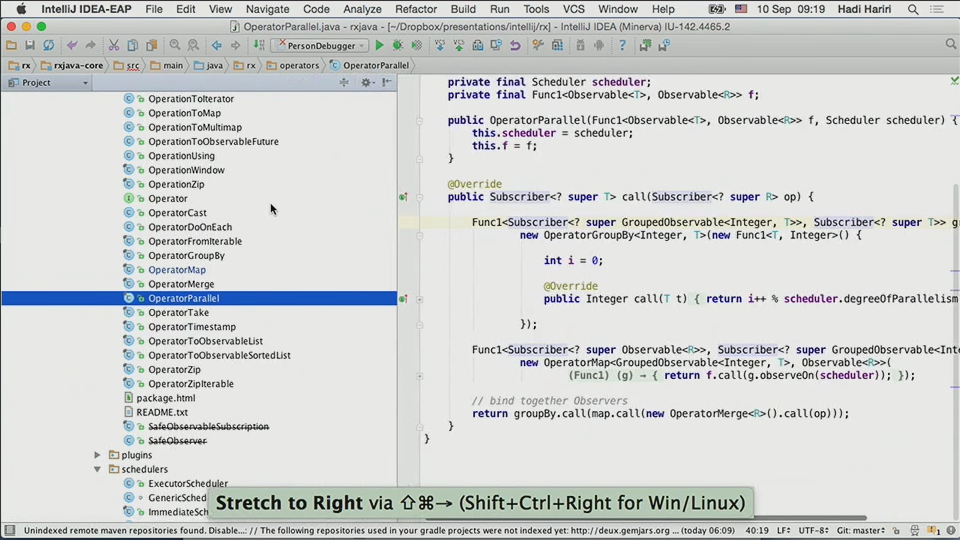 IntelliJ IDEA-EAP File Edit View Navigate Code Analyze Refactor Build Run Tools VCS Window Help Thu 10 Sep 09:19 Hadi Hariri
OperatorParallel.java - rxjava - [~/Dropbox/presentations/intellij/rx] - IntelliJ IDEA (Minerva) IU-142.4465.2
PersonDebugger
rx rxjava-core src main java rx operators OperatorParallel
Project
OperationToIterator
OperationToMap
OperationToMultimap
OperationToObservableFuture
OperationUsing
OperationWindow
OperationZip
Operator
OperatorCast
OperatorDoOnEach
OperatorFromIterable
OperatorGroupBy
OperatorMap
OperatorMerge
OperatorParallel
OperatorTake
OperatorTimestamp
OperatorToObservableList
OperatorToObservableSortedList
OperatorZip
OperatorZipIterable
package.html
README.txt
SafeObservableSubscription
SafeObserver
plugins
schedulers
ExecutorScheduler
GenericSched
ImmediateSche
private final Scheduler scheduler;
private final Func1<Observable<T>, Observable<R>> f;
public OperatorParallel(Func1<Observable<T>, Observable<R>> f, Scheduler scheduler) {
this.scheduler = scheduler;
this.f = f;
}
@Override
public Subscriber<? super T> call(Subscriber<? super R> op) {
Func1<Subscriber<? super GroupedObservable<Integer, T>>, Subscriber<? super T>> g
new OperatorGroupBy<Integer, T>(new Func1<T, Integer>() {
int i = 0;
@Override
public Integer call(T t) { return i++ % scheduler.degreeOfParallelism
});
Func1<Subscriber<? super Observable<R>>, Subscriber<? super GroupedObservable<Int
new OperatorMap<GroupedObservable<Integer, T>, Observable<R>>(
(Func1) (g) → { return f.call(g.observeOn(scheduler)); });
// bind together Observers
return groupBy.call(map.call(new OperatorMerge<R>().call(op)));
}
}
Stretch to Right via ⇧⌘→ (Shift+Ctrl+Right for Win/Linux)
Unindexed remote maven repositories found. Disable... // The following repositories used in your gradle projects were not indexed yet: http://deux.gemjars.org... (today 06:09) 40:19 LF÷ UTF-8÷ Git: master÷